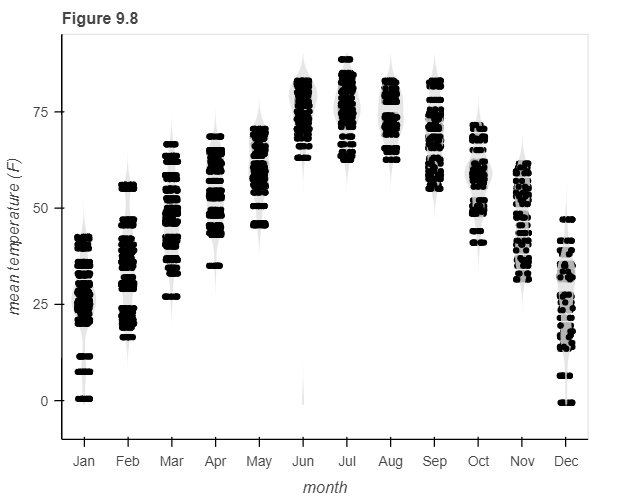 Figure 9.8
mean temperature (F)
75
50
25
0
Jan Feb Mar Apr May Jun Jul Aug Sep Oct Nov Dec
month